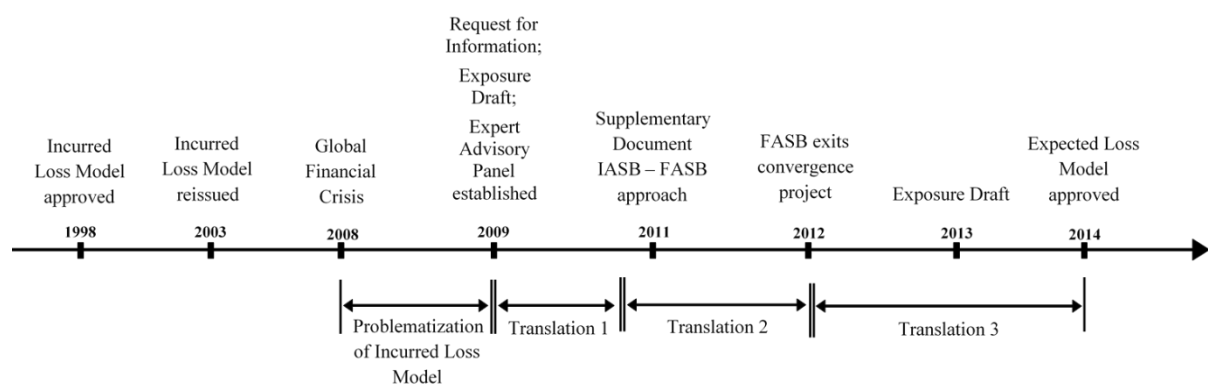 Incurred
Loss Model
approved
Incurred
Loss Model
reissued
Global
Financial
Crisis
Request for
Information;
Exposure
Draft;
Expert
Advisory
Panel
established
Supplementary
Document
IASB – FASB
approach
FASB exits
convergence
project
Exposure Draft
Expected Loss
Model
approved
1998
2003
2008
2009
2011
2012
2013
2014
Problematization
of Incurred Loss
Model
Translation 1
Translation 2
Translation 3